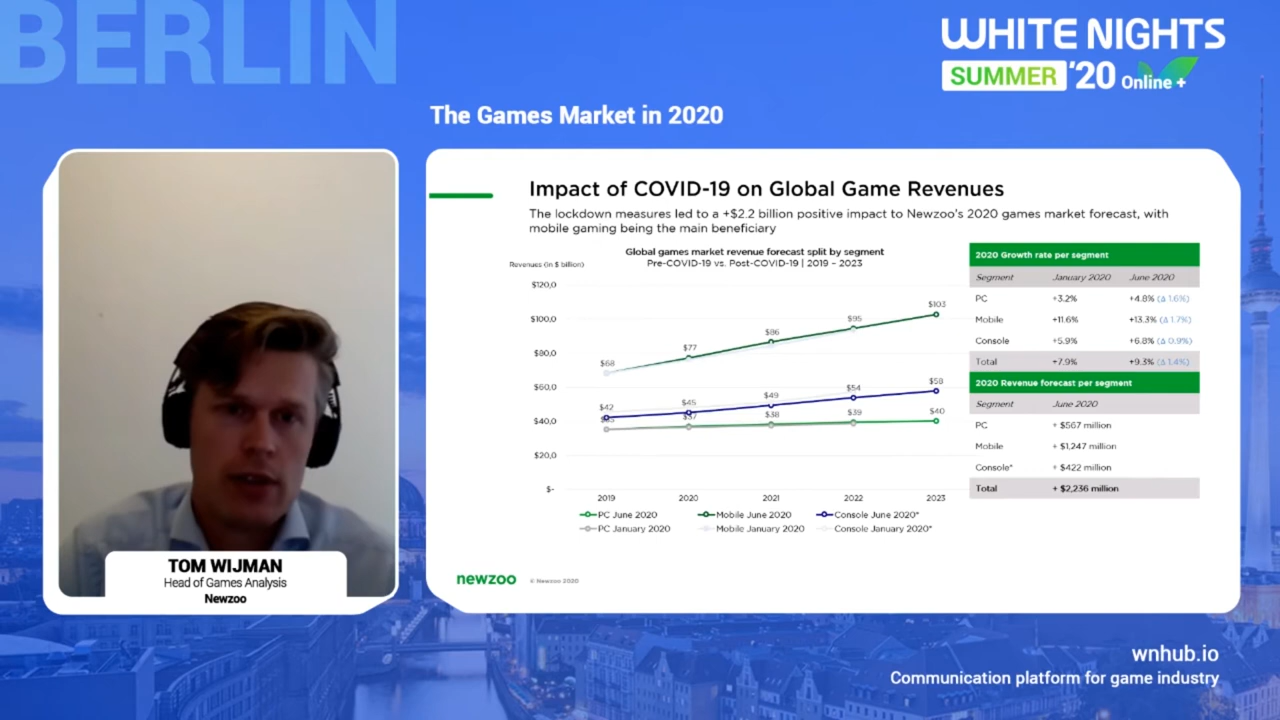 BERLIN
WHITE NIGHTS
SUMMER '20 Online +
The Games Market in 2020
Impact of COVID-19 on Global Game Revenues
The lockdown measures led to a +$2.2 billion positive impact to Newzoo's 2020 games market forecast, with
mobile gaming being the main beneficiary
Global games market revenue forecast split by segment
Pre-COVID-19 vs. Post-COVID-19 | 2019 – 2023
Revenues (in $ billion)
$120,0
$100,0
$80,0
$60,0
$40,0
$20,0
$-
$68
$77
$86
$95
$103
$42
$45
$49
$54
$58
$37
$38
$39
$40
2019 2020 2021 2022 2023
PC June 2020 Mobile June 2020 Console June 2020*
PC January 2020 Mobile January 2020 Console January 2020*
2020 Growth rate per segment
Segment January 2020 June 2020
PC +3.2% +4.8% (Δ 1.6%)
Mobile +11.6% +13.3% (Δ 1.7%)
Console +5.9% +6.8% (Δ 0.9%)
Total +7.9% +9.3% (Δ 1.4%)
2020 Revenue forecast per segment
Segment June 2020
PC + $567 million
Mobile + $1,247 million
Console* + $422 million
Total + $2,236 million
newzoo © Newzoo 2020
TOM WIJMAN
Head of Games Analysis
Newzoo
wnhub.io
Communication platform for game industry